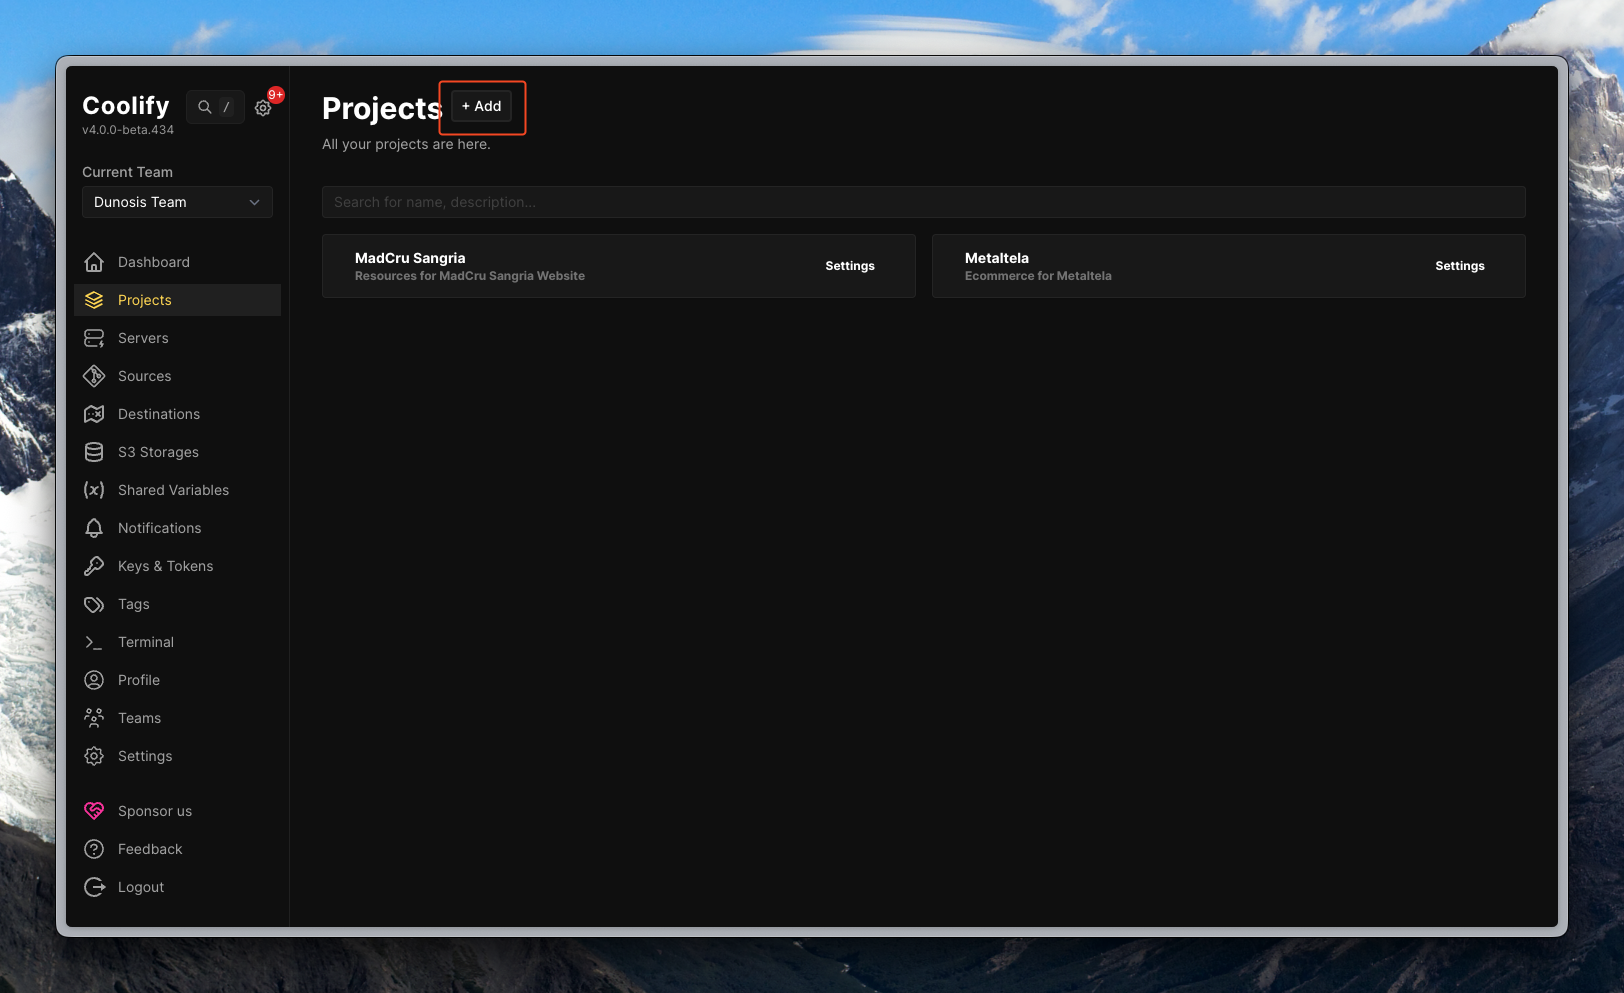 Coolify
/
9+
v4.0.0-beta.434
Current Team
Dunosis Team
Dashboard
Projects
Servers
Sources
Destinations
S3 Storages
Shared Variables
Notifications
Keys & Tokens
Tags
Terminal
Profile
Teams
Settings
Sponsor us
Feedback
Logout
Projects
+ Add
All your projects are here.
Search for name, description...
MadCru Sangria
Resources for MadCru Sangria Website
Settings
Metaltela
Ecommerce for Metaltela
Settings